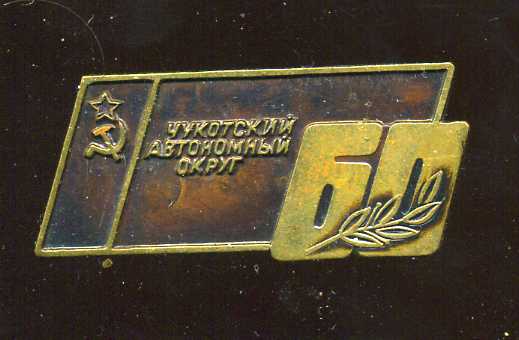 ЧУКОТСКИЙ
АВТОНОМНЫЙ
ОКРУГ
60